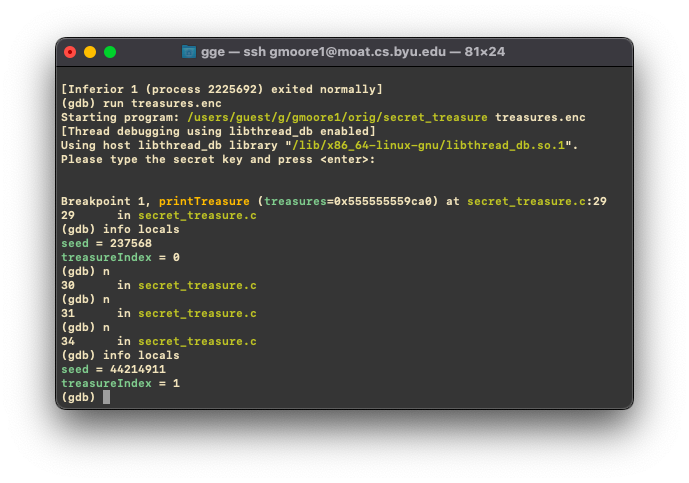 gge — ssh gmoore1@moat.cs.byu.edu — 81×24
[Inferior 1 (process 2225692) exited normally]
(gdb) run treasures.enc
Starting program: /users/guest/g/gmoore1/orig/secret_treasure treasures.enc
[Thread debugging using libthread_db enabled]
Using host libthread_db library "/lib/x86_64-linux-gnu/libthread_db.so.1".
Please type the secret key and press <enter>:
Breakpoint 1, printTreasure (treasures=0x555555559ca0) at secret_treasure.c:29
29      in secret_treasure.c
(gdb) info locals
seed = 237568
treasureIndex = 0
(gdb) n
30      in secret_treasure.c
(gdb) n
31      in secret_treasure.c
(gdb) n
34      in secret_treasure.c
(gdb) info locals
seed = 44214911
treasureIndex = 1
(gdb)